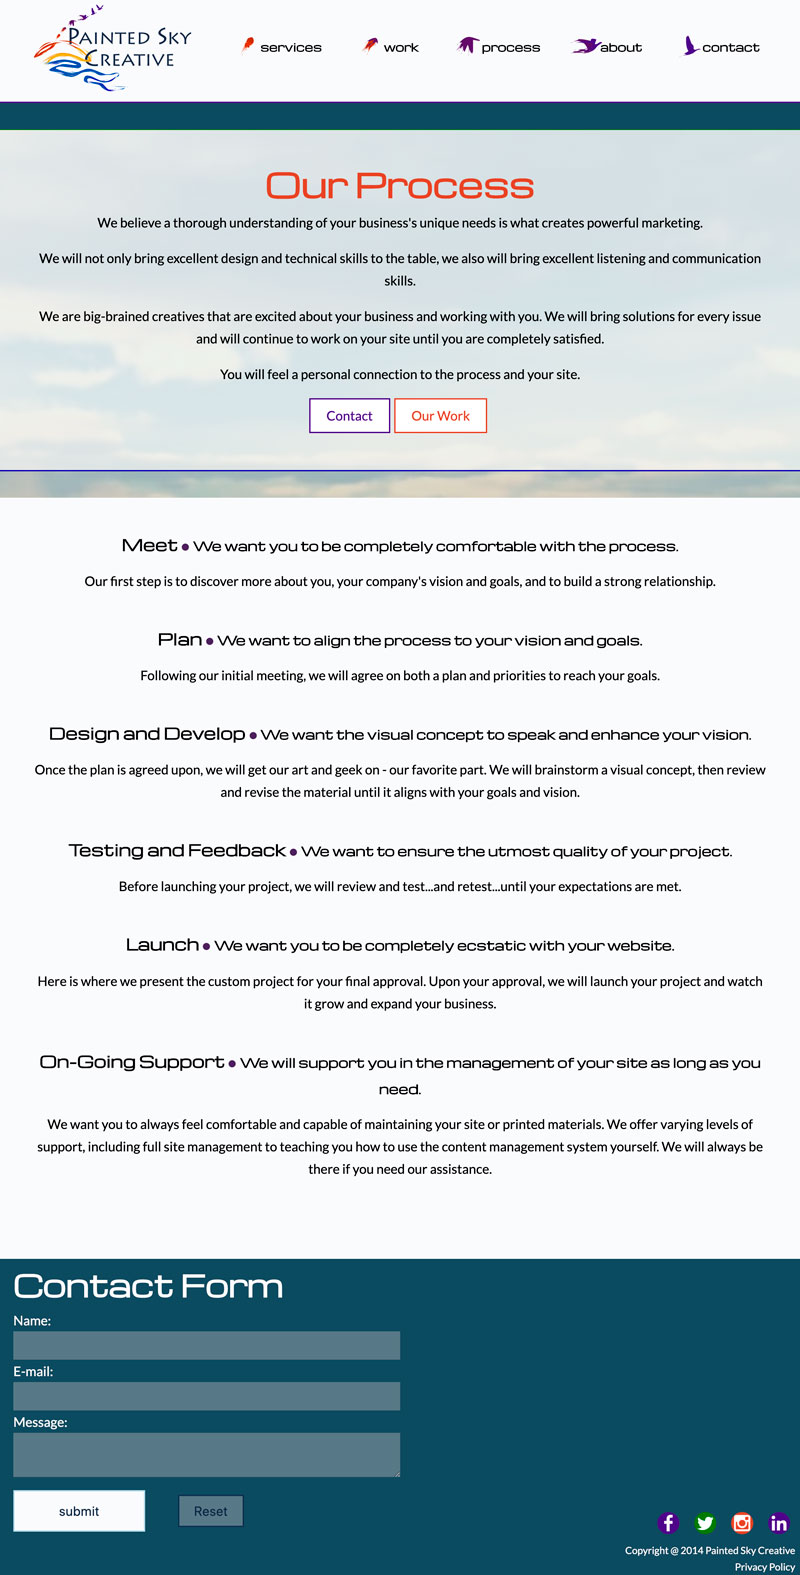 Painted Sky
Creative
services
work
process
about
contact
Our Process
We believe a thorough understanding of your business's unique needs is what creates powerful marketing.
We will not only bring excellent design and technical skills to the table, we also will bring excellent listening and communication
skills.
We are big-brained creatives that are excited about your business and working with you. We will bring solutions for every issue
and will continue to work on your site until you are completely satisfied.
You will feel a personal connection to the process and your site.
Contact
Our Work
Meet • We want you to be completely comfortable with the process.
Our first step is to discover more about you, your company's vision and goals, and to build a strong relationship.
Plan • We want to align the process to your vision and goals.
Following our initial meeting, we will agree on both a plan and priorities to reach your goals.
Design and Develop • We want the visual concept to speak and enhance your vision.
Once the plan is agreed upon, we will get our art and geek on - our favorite part. We will brainstorm a visual concept, then review
and revise the material until it aligns with your goals and vision.
Testing and Feedback • We want to ensure the utmost quality of your project.
Before launching your project, we will review and test...and retest...until your expectations are met.
Launch • We want you to be completely ecstatic with your website.
Here is where we present the custom project for your final approval. Upon your approval, we will launch your project and watch
it grow and expand your business.
On-Going Support • We will support you in the management of your site as long as you
need.
We want you to always feel comfortable and capable of maintaining your site or printed materials. We offer varying levels of
support, including full site management to teaching you how to use the content management system yourself. We will always be
there if you need our assistance.
Contact Form
Name:
E-mail:
Message:
submit
Reset
Copyright @ 2014 Painted Sky Creative
Privacy Policy